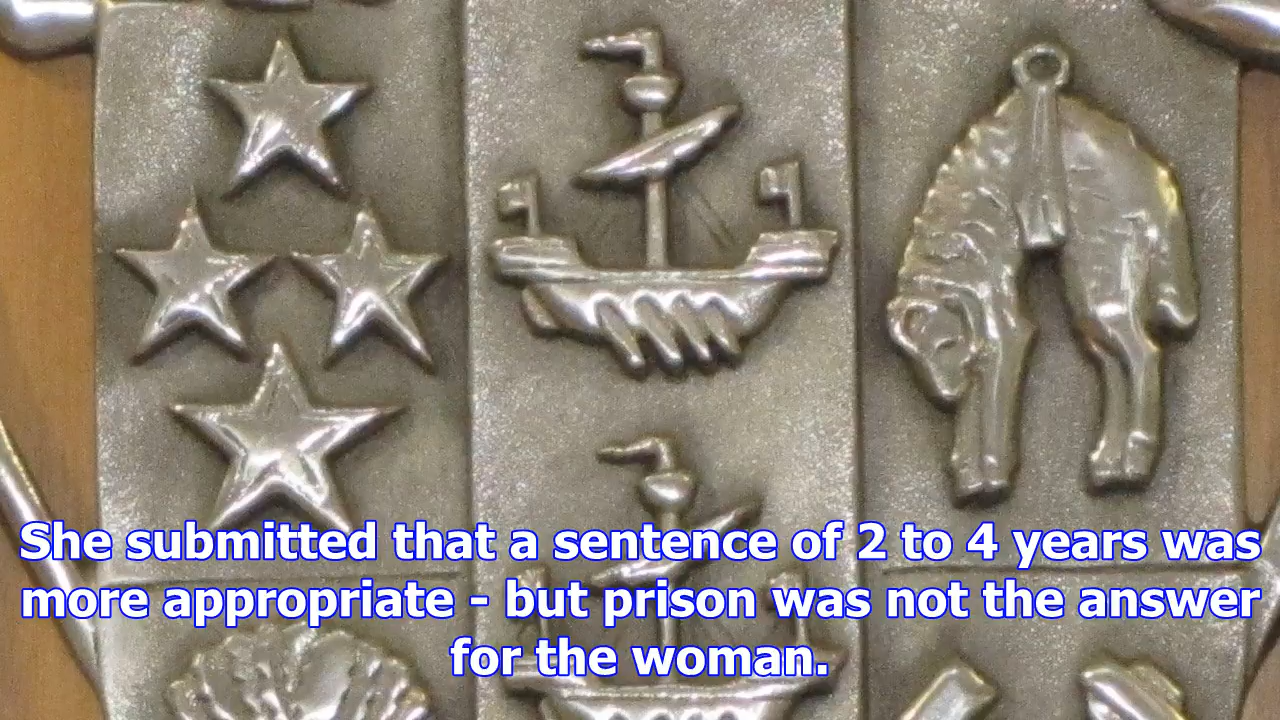 She submitted that a sentence of 2 to 4 years was
more appropriate - but prison was not the answer
for the woman.